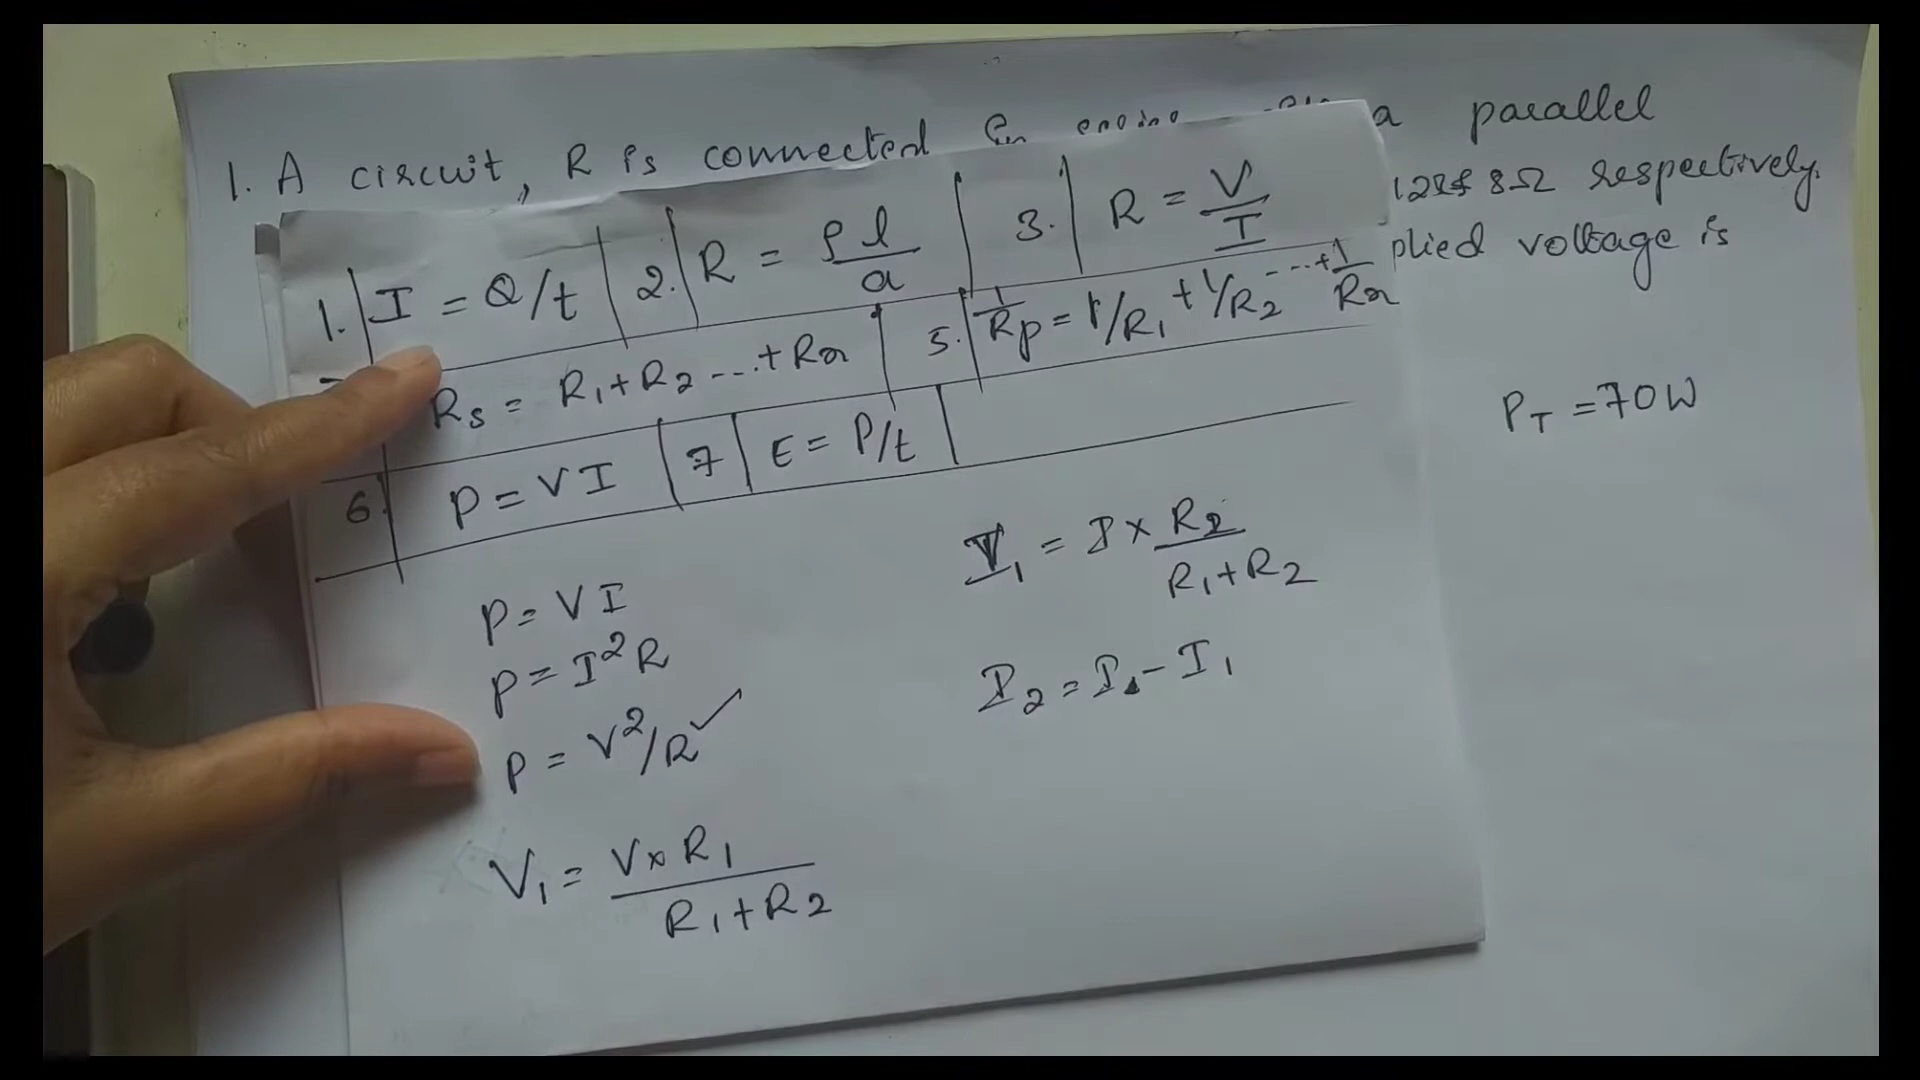 1. A circuit, R is connected in a parallel
12Ω & 8Ω respectively.
plied voltage is
1. I = Q/t 2. R = ρl/a 3. R = V/I
Rs = R1+R2 ...+Rn 5. 1/Rp = 1/R1 + 1/R2 ---+ 1/Rn
6. P = VI 7 E = P/t
PT = 70W
P = VI
P = I²R
P = V²/R ✓
V1 = V×R1/R1+R2
I1 = I × R2/R1+R2
I2 = I - I1